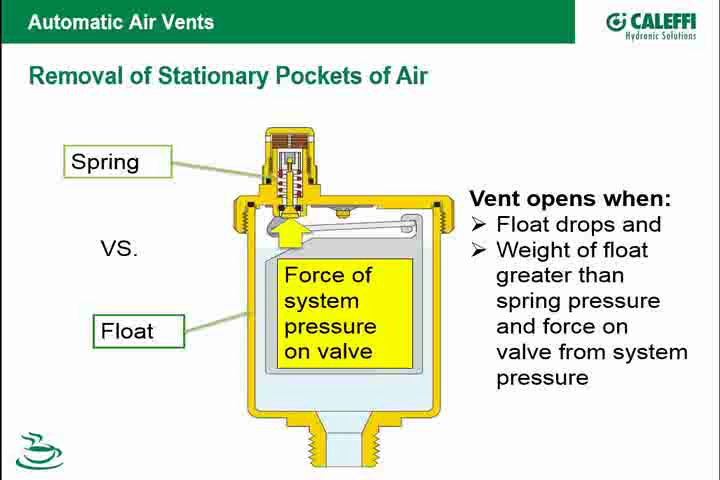 Automatic Air Vents
CALEFFI
Hydronic Solutions
Removal of Stationary Pockets of Air
Spring
VS.
Float
Force of
system
pressure
on valve
Vent opens when:
➢ Float drops and
➢ Weight of float
greater than
spring pressure
and force on
valve from system
pressure